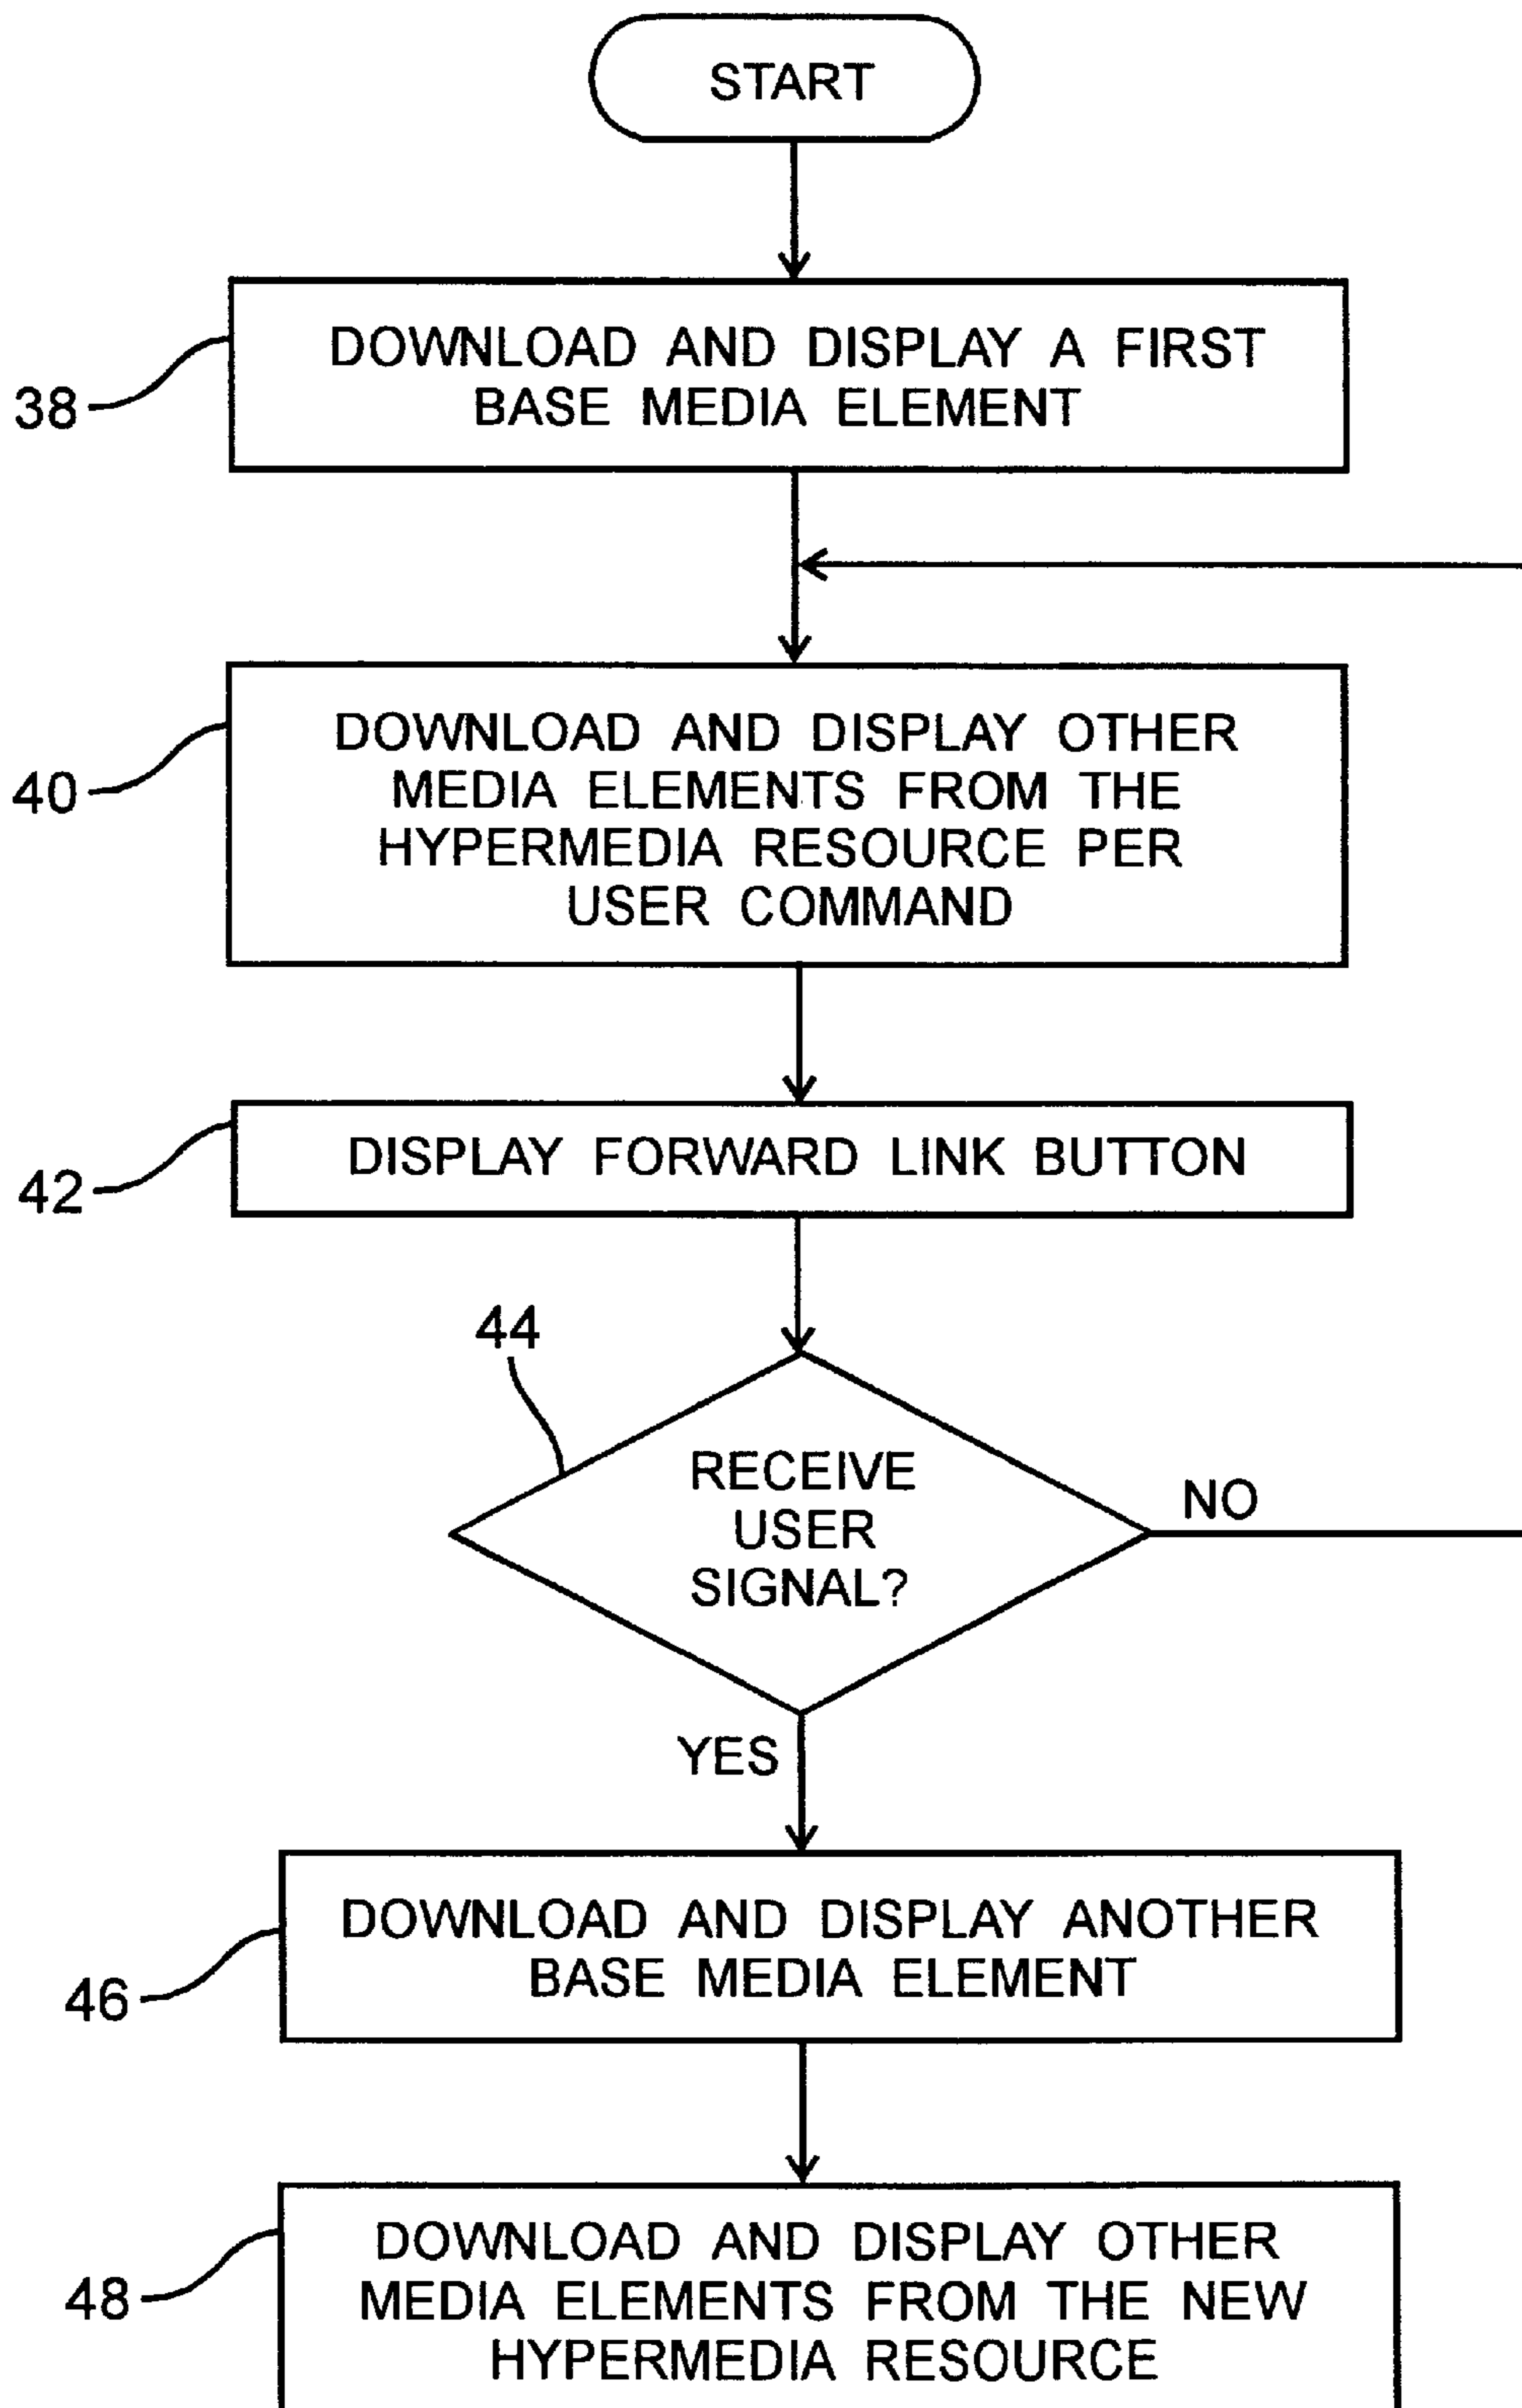 START
DOWNLOAD AND DISPLAY A FIRST
BASE MEDIA ELEMENT
38
DOWNLOAD AND DISPLAY OTHER
MEDIA ELEMENTS FROM THE
HYPERMEDIA RESOURCE PER
USER COMMAND
40
DISPLAY FORWARD LINK BUTTON
42
44
RECEIVE
USER
SIGNAL?
NO
YES
DOWNLOAD AND DISPLAY ANOTHER
BASE MEDIA ELEMENT
46
DOWNLOAD AND DISPLAY OTHER
MEDIA ELEMENTS FROM THE NEW
HYPERMEDIA RESOURCE
48